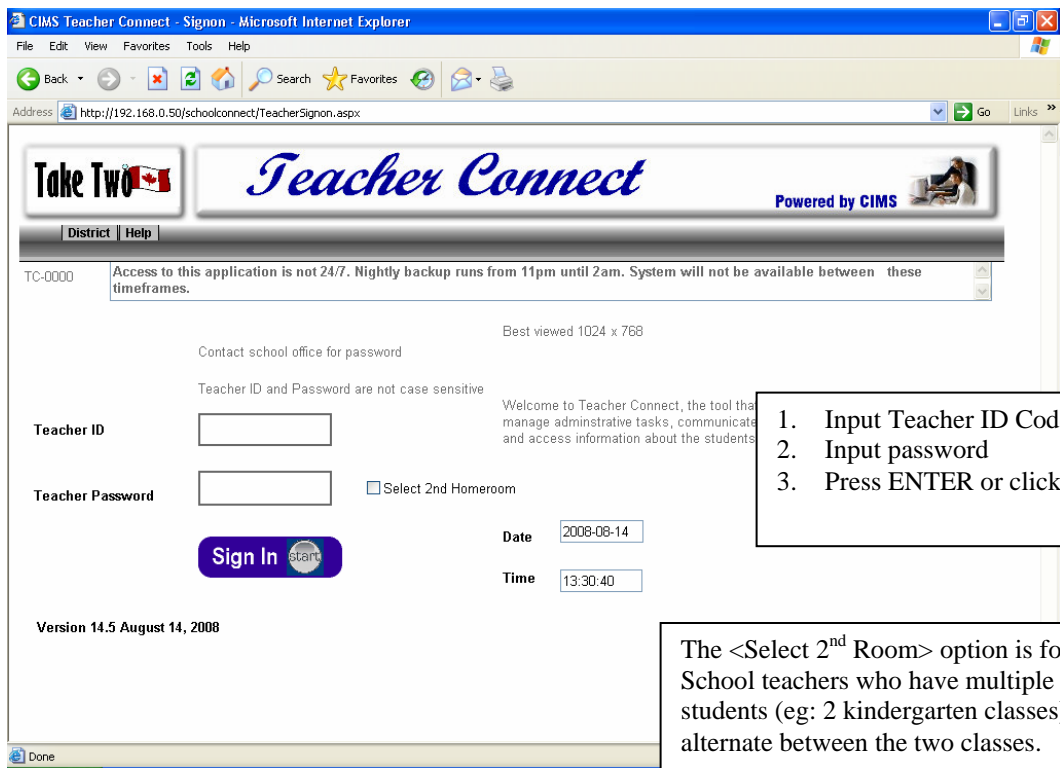 CIMS Teacher Connect - Signon - Microsoft Internet Explorer
File Edit View Favorites Tools Help
Back Search Favorites
Address http://192.168.0.50/schoolconnect/TeacherSignon.aspx Go Links »
Take Two
Teacher Connect
Powered by CIMS
District Help
TC-0000
Access to this application is not 24/7. Nightly backup runs from 11pm until 2am. System will not be available between these
timeframes.
Best viewed 1024 x 768
Contact school office for password
Teacher ID and Password are not case sensitive
Welcome to Teacher Connect, the tool tha
manage adminstrative tasks, communicate
and access information about the students
Teacher ID
Teacher Password
Select 2nd Homeroom
Sign In start
Date 2008-08-14
Time 13:30:40
Version 14.5 August 14, 2008
1. Input Teacher ID Cod
2. Input password
3. Press ENTER or click
The <Select 2nd Room> option is fo
School teachers who have multiple
students (eg: 2 kindergarten classes)
alternate between the two classes.
Done